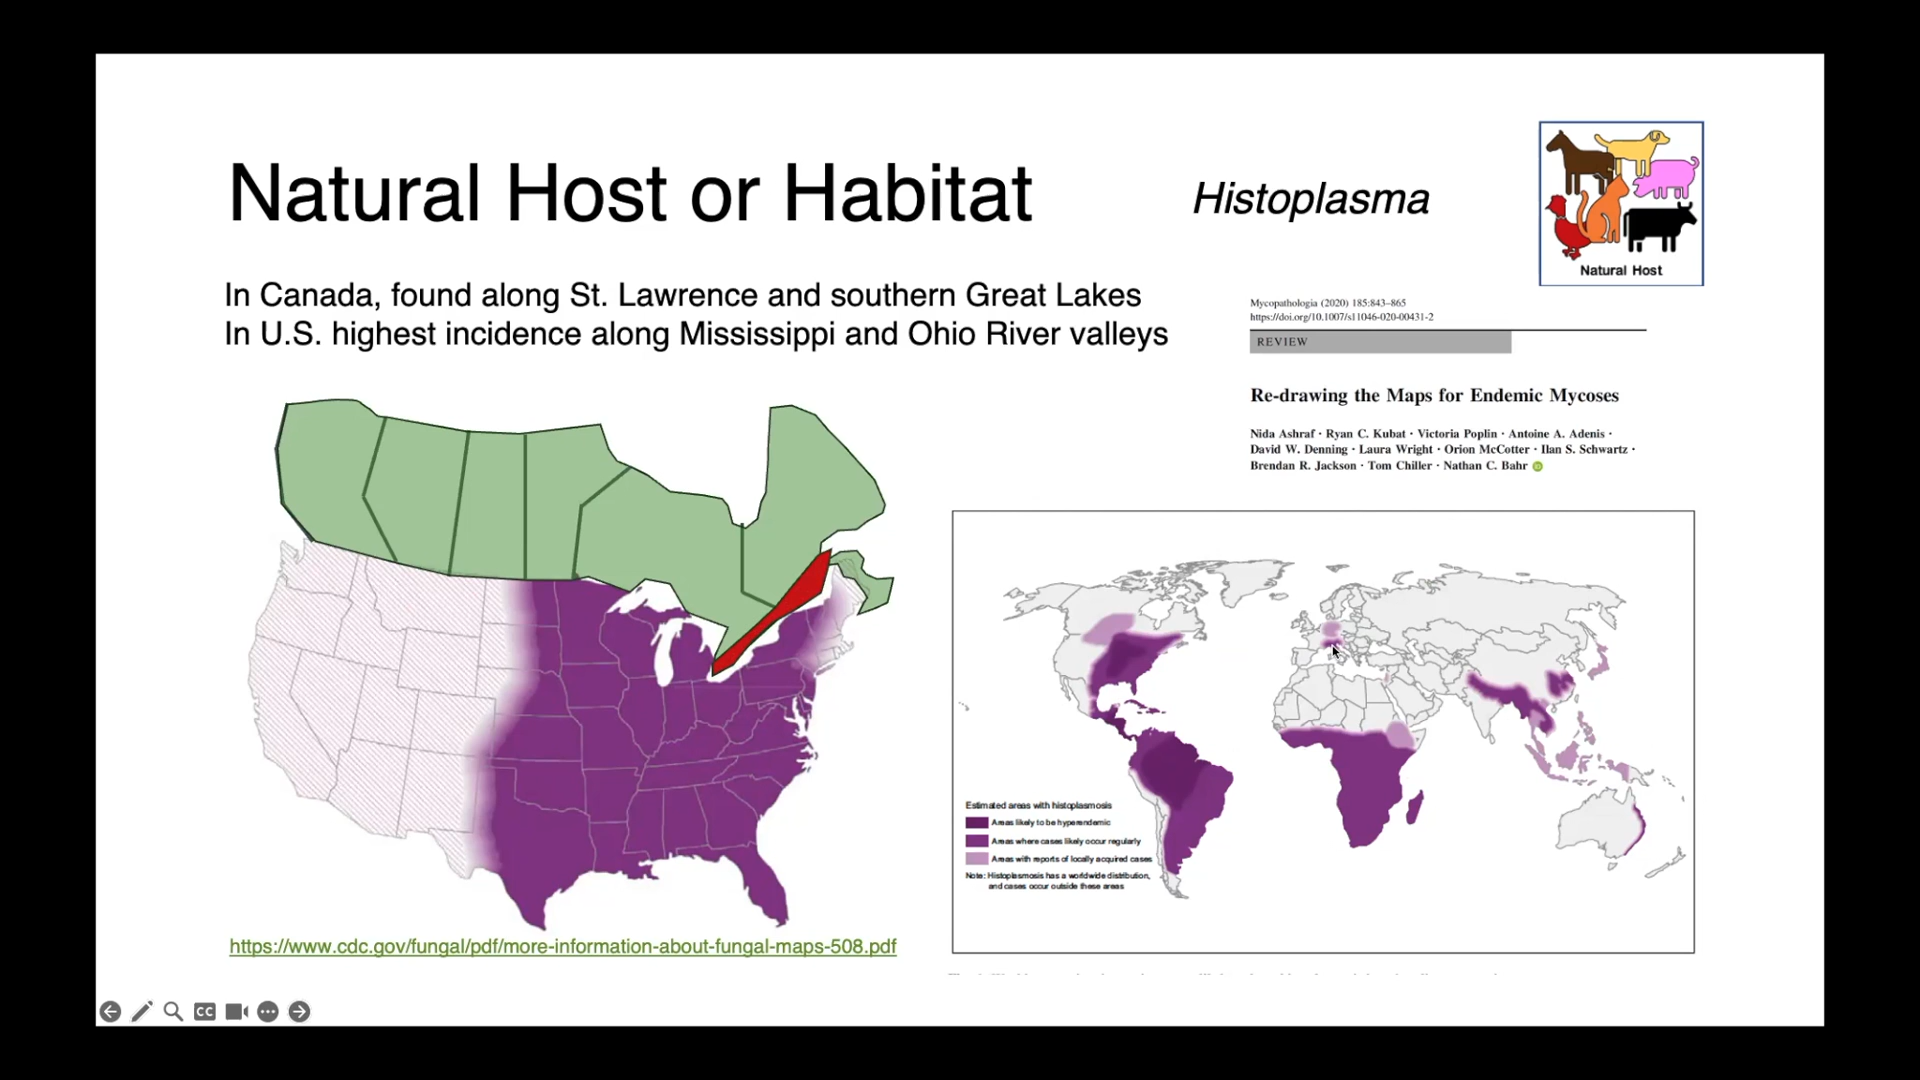 Natural Host or Habitat
Histoplasma
Natural Host
In Canada, found along St. Lawrence and southern Great Lakes
In U.S. highest incidence along Mississippi and Ohio River valleys
Mycopathologia (2020) 185:843–865
https://doi.org/10.1007/s11046-020-00431-2
REVIEW
Re-drawing the Maps for Endemic Mycoses
Nida Ashraf · Ryan C. Kubat · Victoria Poplin · Antoine A. Adenis ·
David W. Denning · Laura Wright · Orion McCotter · Ilan S. Schwartz ·
Brendan R. Jackson · Tom Chiller · Nathan C. Bahr
Estimated areas with histoplasmosis
Areas likely to be hyperendemic
Areas where cases likely occur regularly
Areas with reports of locally acquired cases
Note: Histoplasmosis has a worldwide distribution,
and cases occur outside these areas
https://www.cdc.gov/fungal/pdf/more-information-about-fungal-maps-508.pdf
CC